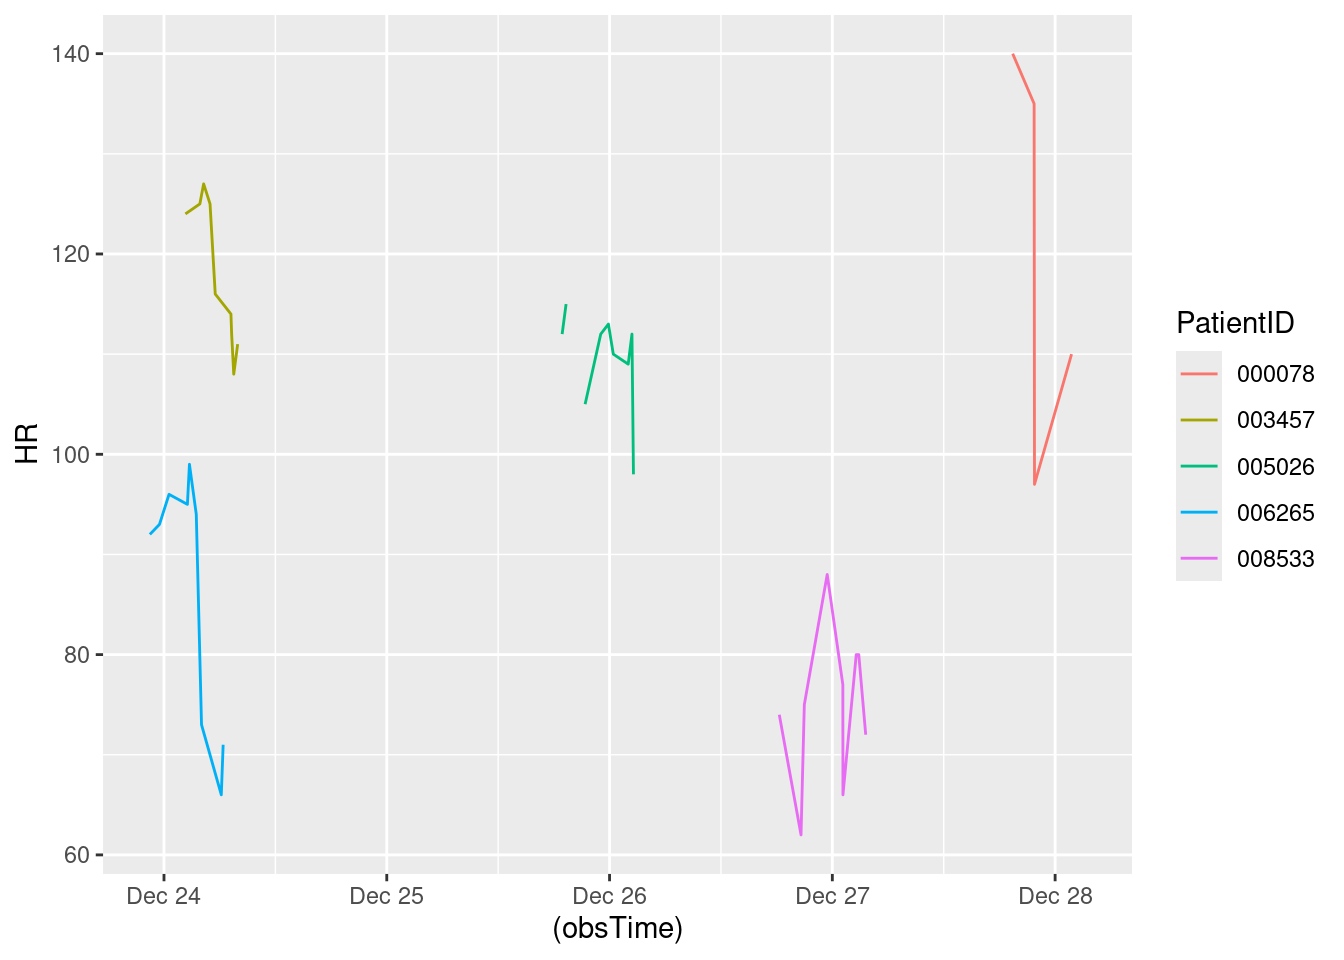 140
120
100
80
60
HR
Dec 24
Dec 25
Dec 26
Dec 27
Dec 28
(obsTime)
PatientID
000078
003457
005026
006265
008533